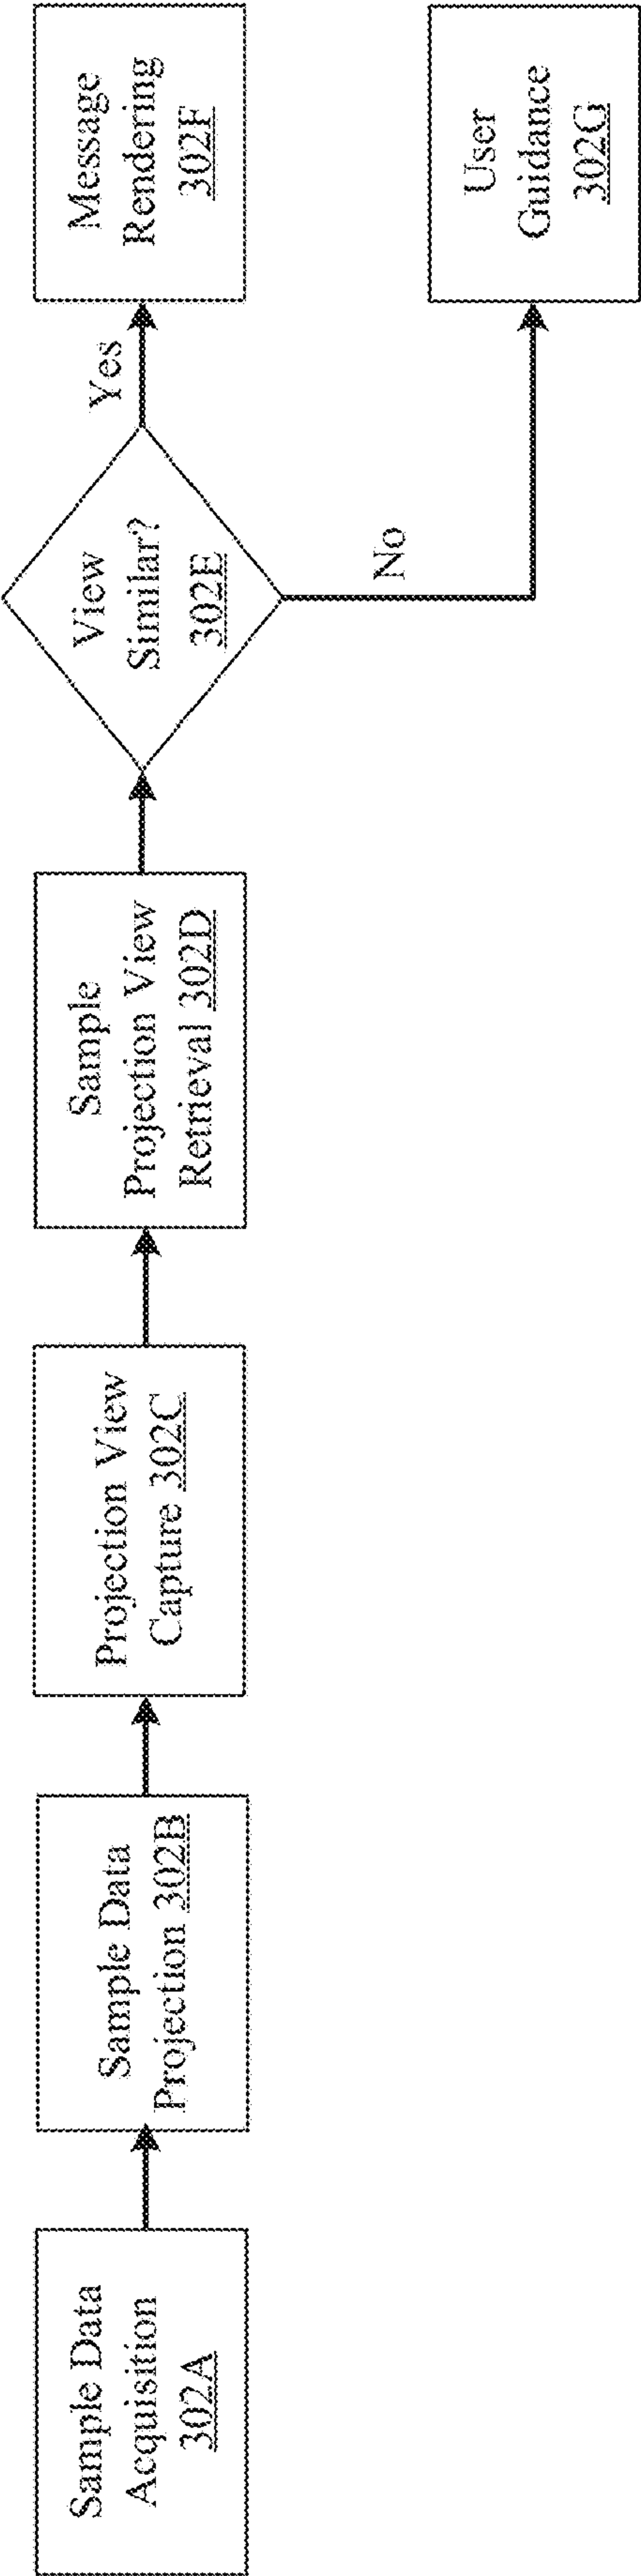 Sample Data
Acquisition
302A
Sample Data
Projection 302B
Projection View
Capture 302C
Sample
Projection View
Retrieval 302D
View
Similar?
302E
Yes
Message
Rendering
302F
No
User
Guidance
302G